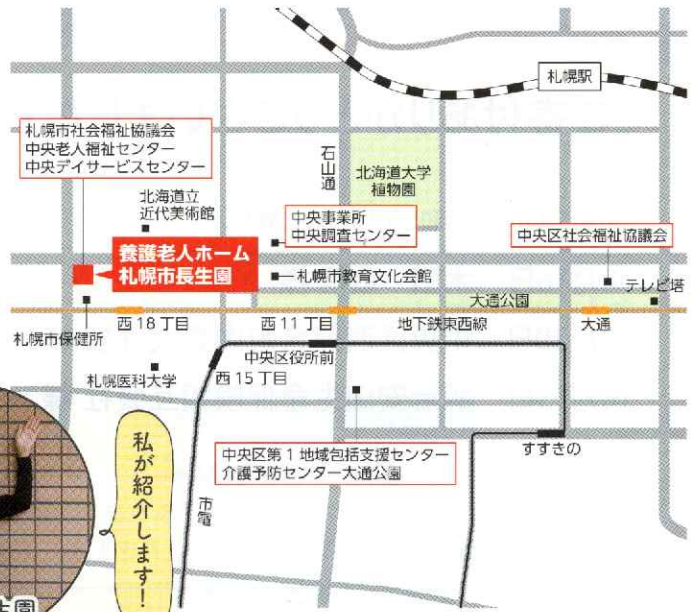 札幌駅
札幌市社会福祉協議会
中央老人福祉センター
中央デイサービスセンター
石山通
北海道大学
植物園
北海道立
近代美術館
中央事業所
中央調査センター
中央区社会福祉協議会
養護老人ホーム
札幌市長生園
札幌市教育文化会館
大通公園
テレビ塔
西18丁目
西11丁目
地下鉄東西線
大通
札幌市保健所
中央区役所前
札幌医科大学
西15丁目
すすきの
中央区第1地域包括支援センター
介護予防センター大通公園
市電
私が紹介します!
生園